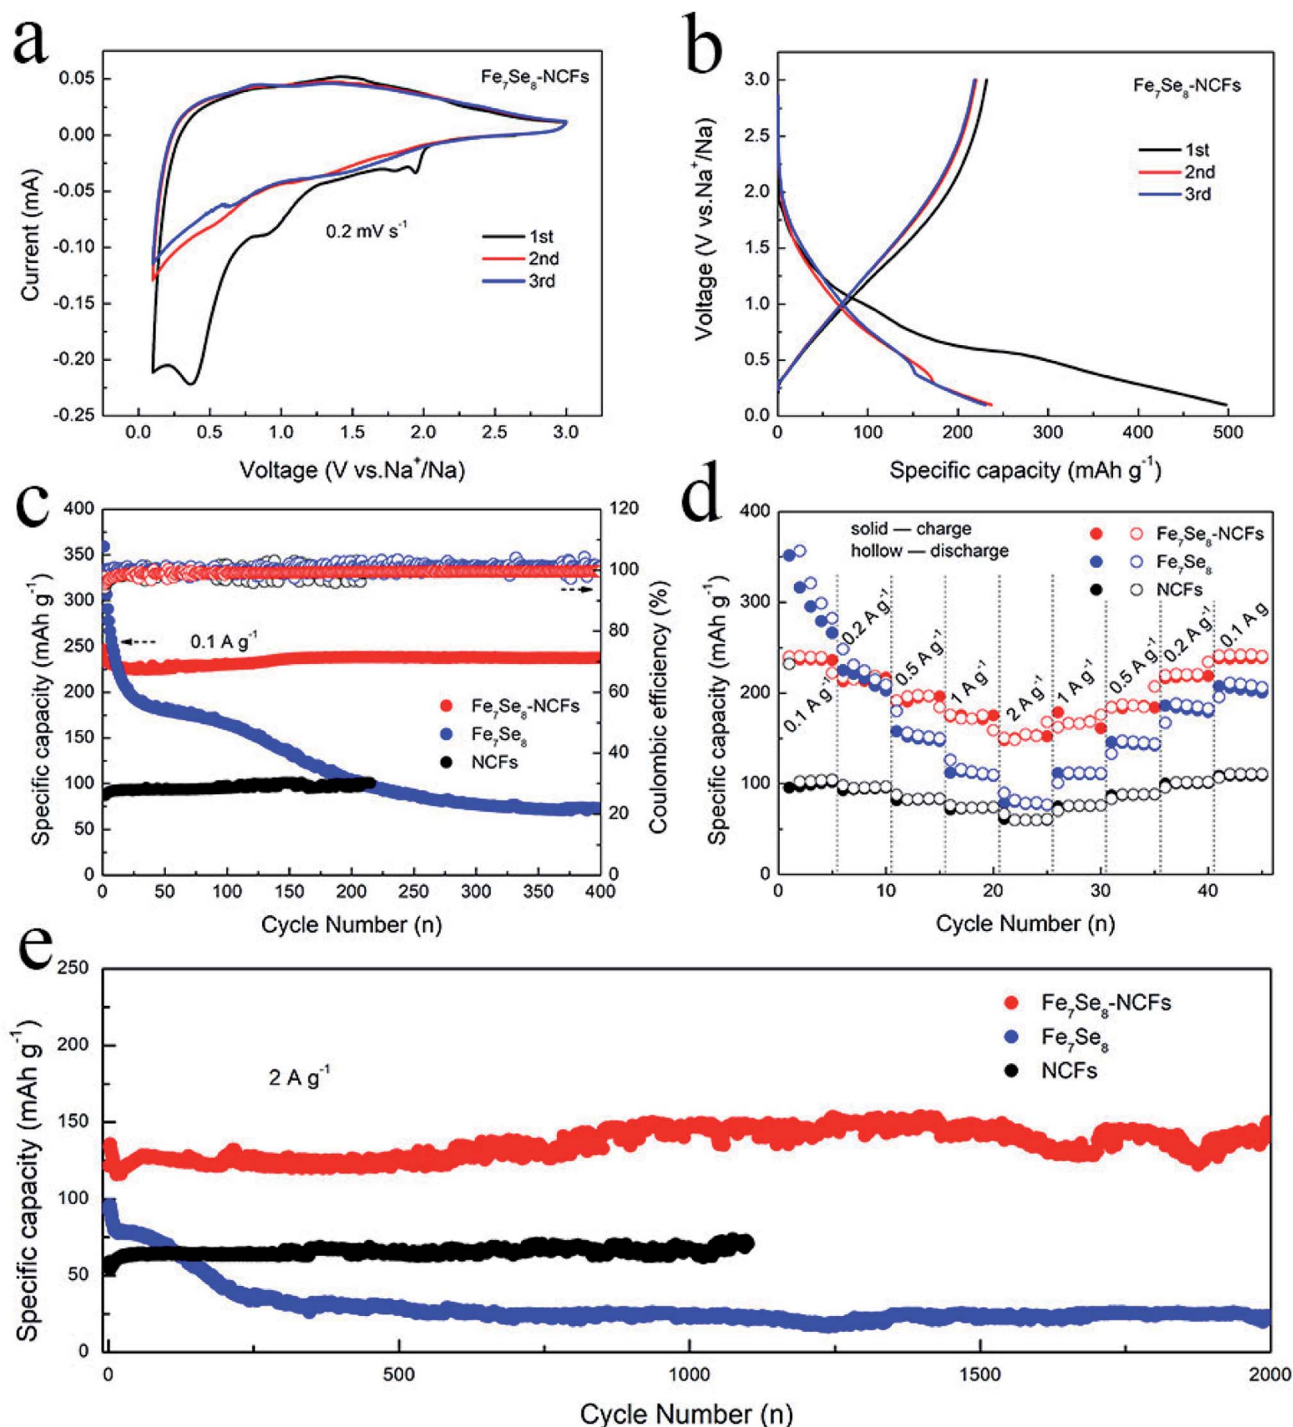 a
Fe₇Se₈-NCFs
0.2 mV s⁻¹
1st
2nd
3rd
0.05
0.00
-0.05
-0.10
-0.15
-0.20
-0.25
Current (mA)
0.0 0.5 1.0 1.5 2.0 2.5 3.0
Voltage (V vs.Na⁺/Na)
b
Fe₇Se₈-NCFs
1st
2nd
3rd
3.0
2.5
2.0
1.5
1.0
0.5
0.0
Voltage (V vs.Na⁺/Na)
0 100 200 300 400 500
Specific capacity (mAh g⁻¹)
c
400
350
300
250
200
150
100
50
0
Specific capacity (mAh g⁻¹)
0.1 A g⁻¹
Fe₇Se₈-NCFs
Fe₇Se₈
NCFs
120
100
80
60
40
20
0
Coulombic efficiency (%)
0 50 100 150 200 250 300 350 400
Cycle Number (n)
d
solid — charge
hollow — discharge
Fe₇Se₈-NCFs
Fe₇Se₈
NCFs
400
300
200
100
0
Specific capacity (mAh g⁻¹)
0.1 A g⁻¹
0.2 A g⁻¹
0.5 A g⁻¹
1 A g⁻¹
2 A g⁻¹
1 A g⁻¹
0.5 A g⁻¹
0.2 A g⁻¹
0.1 A g
0 10 20 30 40
Cycle Number (n)
e
250
200
150
100
50
0
Specific capacity (mAh g⁻¹)
2 A g⁻¹
Fe₇Se₈-NCFs
Fe₇Se₈
NCFs
0 500 1000 1500 2000
Cycle Number (n)